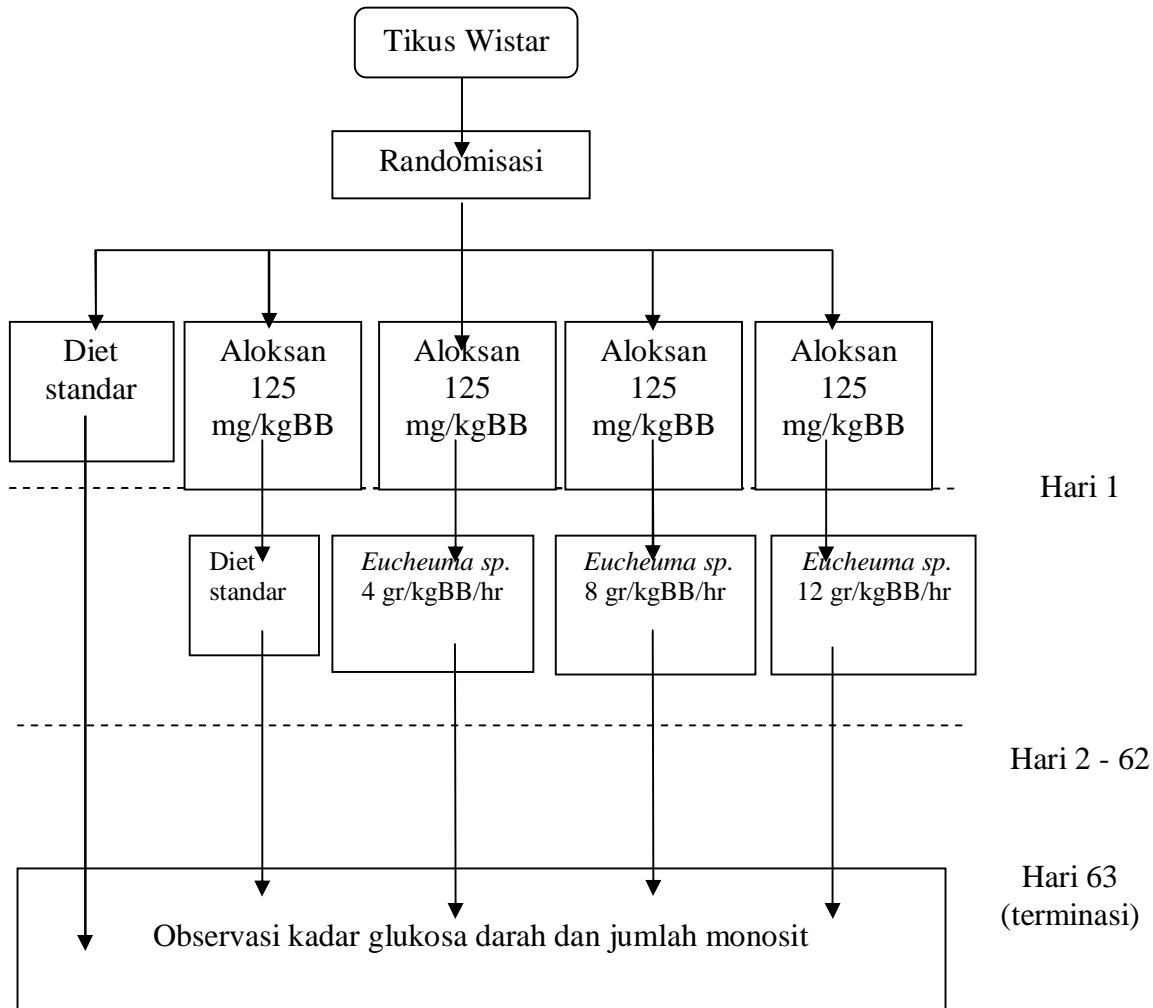 Tikus Wistar
Randomisasi
Diet
standar
Aloksan
125
mg/kgBB
Aloksan
125
mg/kgBB
Aloksan
125
mg/kgBB
Aloksan
125
mg/kgBB
Hari 1
Diet
standar
Eucheuma sp.
4 gr/kgBB/hr
Eucheuma sp.
8 gr/kgBB/hr
Eucheuma sp.
12 gr/kgBB/hr
Hari 2 - 62
Hari 63
(terminasi)
Observasi kadar glukosa darah dan jumlah monosit